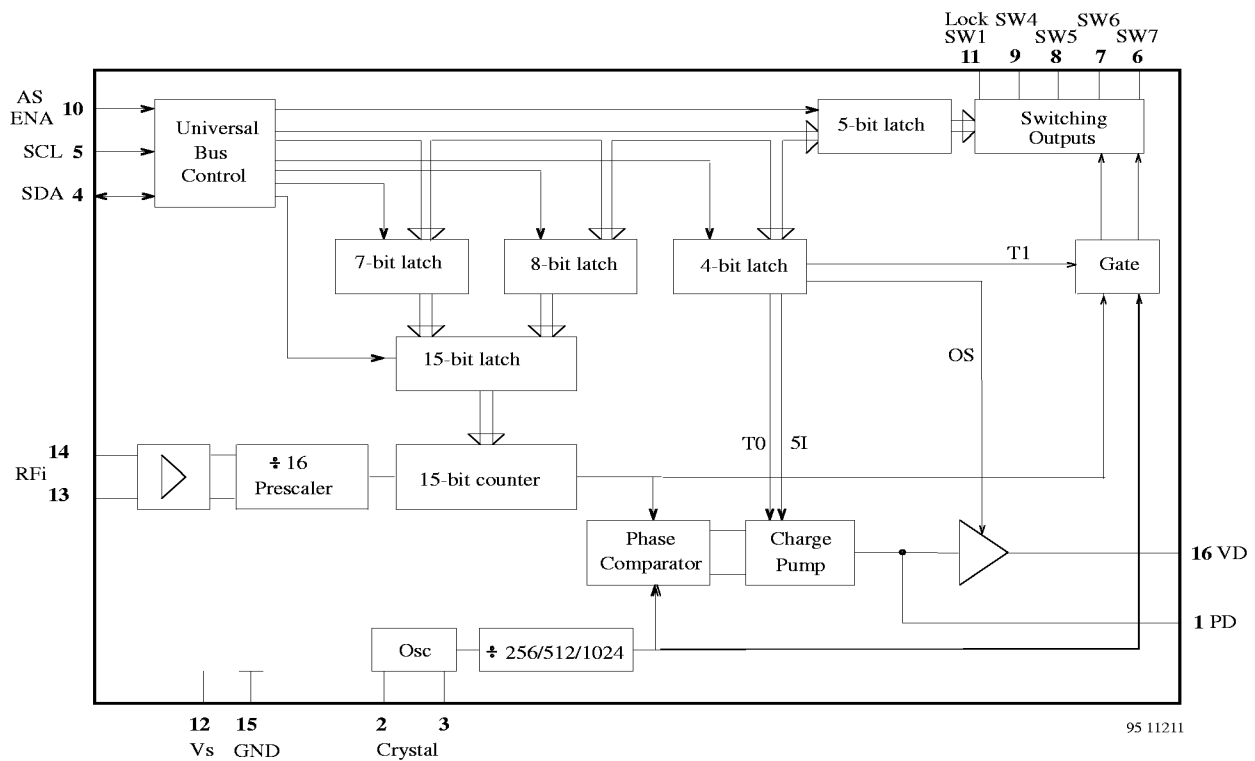 Lock SW4 SW6
SW1 SW5 SW7
11 9 8 7 6
AS
ENA 10
SCL 5
SDA 4
Universal
Bus
Control
5-bit latch
Switching
Outputs
7-bit latch
8-bit latch
4-bit latch
T1
Gate
15-bit latch
OS
T0 5I
14
RFi
13
÷ 16
Prescaler
15-bit counter
Phase
Comparator
Charge
Pump
16 VD
1 PD
Osc
÷ 256/512/1024
12 15 2 3
Vs GND Crystal
95 11211